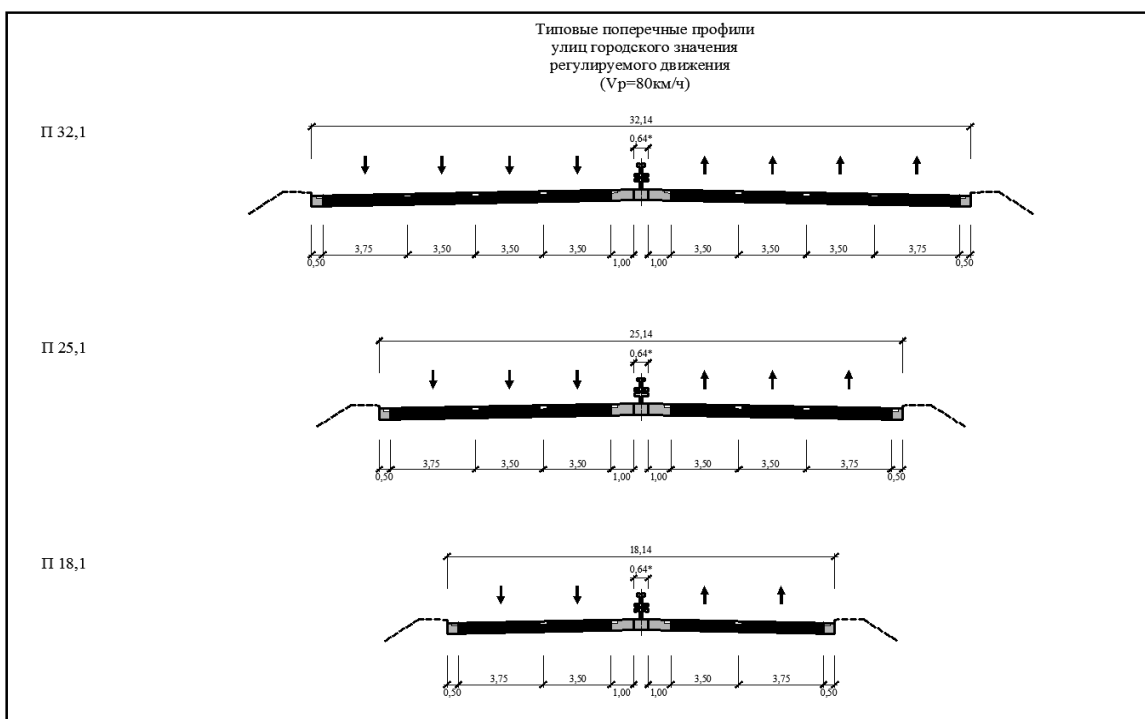 Типовые поперечные профили
улиц городского значения
регулируемого движения
(Vp=80км/ч)
П 32,1
32,14
0,64*
3,75 3,50 3,50 3,50 3,50 3,50 3,50 3,75
0,50 1,00 1,00 0,50
П 25,1
25,14
0,64*
3,75 3,50 3,50 3,50 3,50 3,75
0,50 1,00 1,00 0,50
П 18,1
18,14
0,64*
3,75 3,50 3,50 3,75
0,50 1,00 1,00 0,50